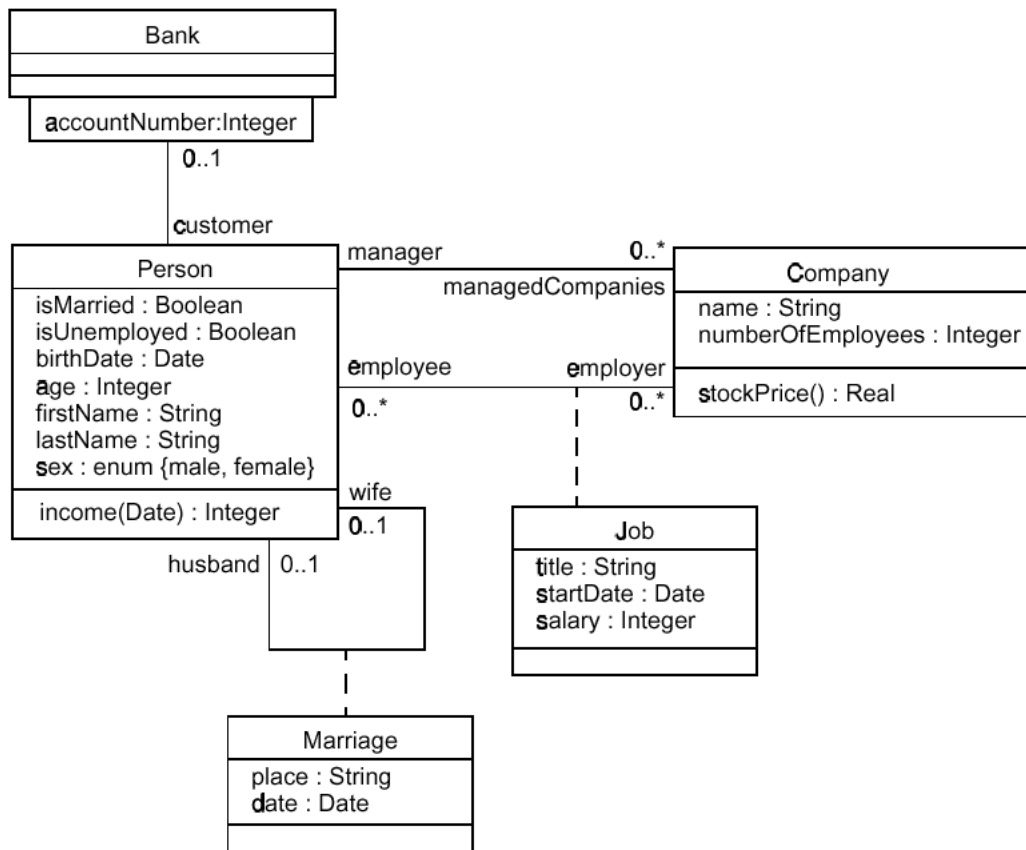 Bank
accountNumber:Integer
0..1
customer
Person
isMarried : Boolean
isUnemployed : Boolean
birthDate : Date
age : Integer
firstName : String
lastName : String
sex : enum {male, female}
income(Date) : Integer
manager
0..*
managedCompanies
employee
employer
0..*
0..*
Company
name : String
numberOfEmployees : Integer
stockPrice() : Real
wife
0..1
husband
0..1
Job
title : String
startDate : Date
salary : Integer
Marriage
place : String
date : Date